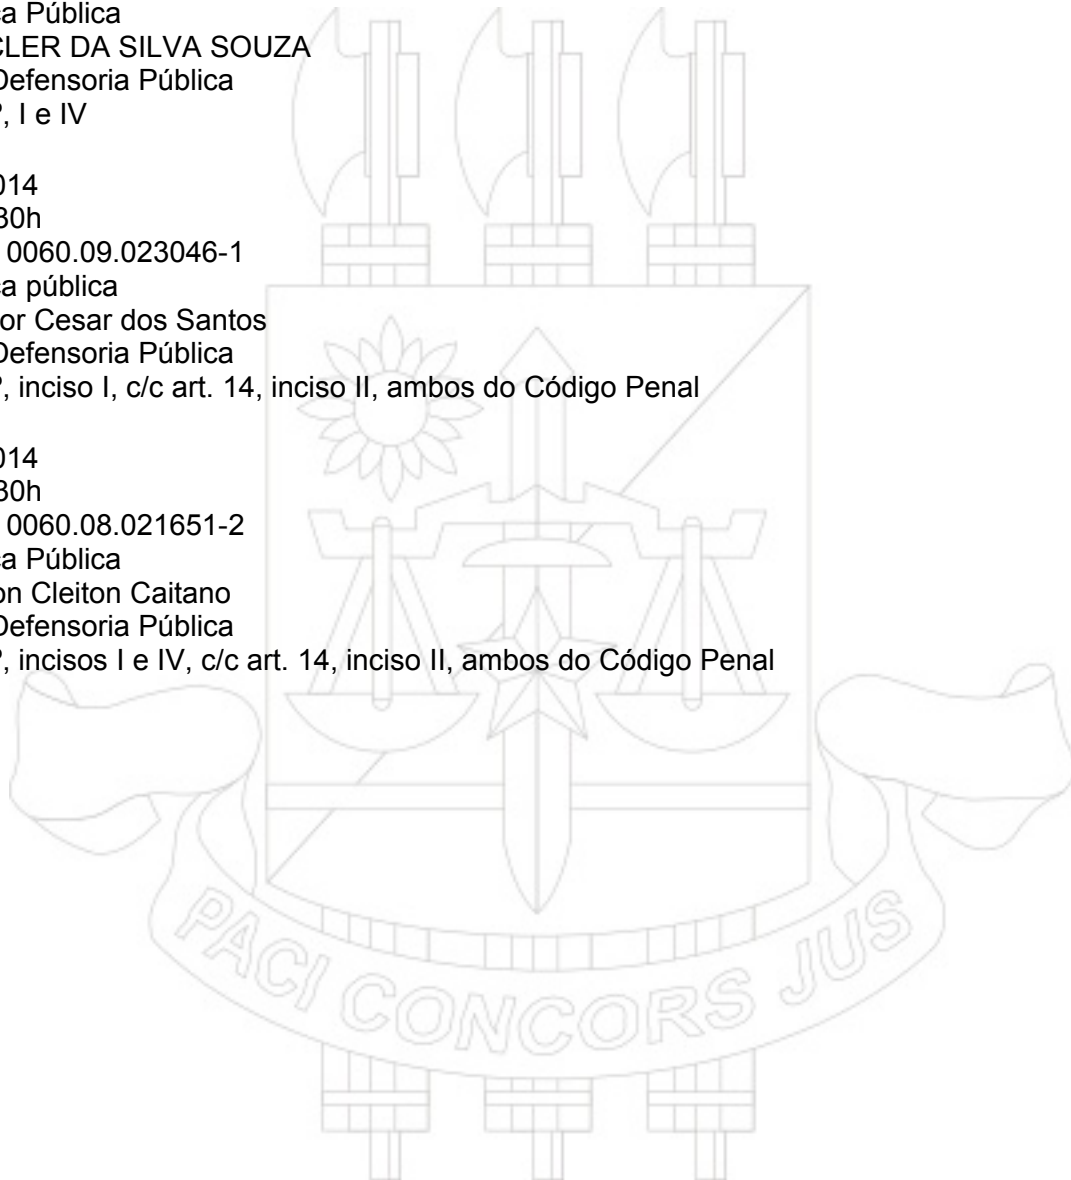 a Pública
CLER DA SILVA SOUZA
Defensoria Pública
º, I e IV
014
30h
0060.09.023046-1
a pública
or Cesar dos Santos
Defensoria Pública
º, inciso I, c/c art. 14, inciso II, ambos do Código Penal
014
30h
0060.08.021651-2
a Pública
on Cleiton Caitano
Defensoria Pública
º, incisos I e IV, c/c art. 14, inciso II, ambos do Código Penal
PACI CONCORS JUS